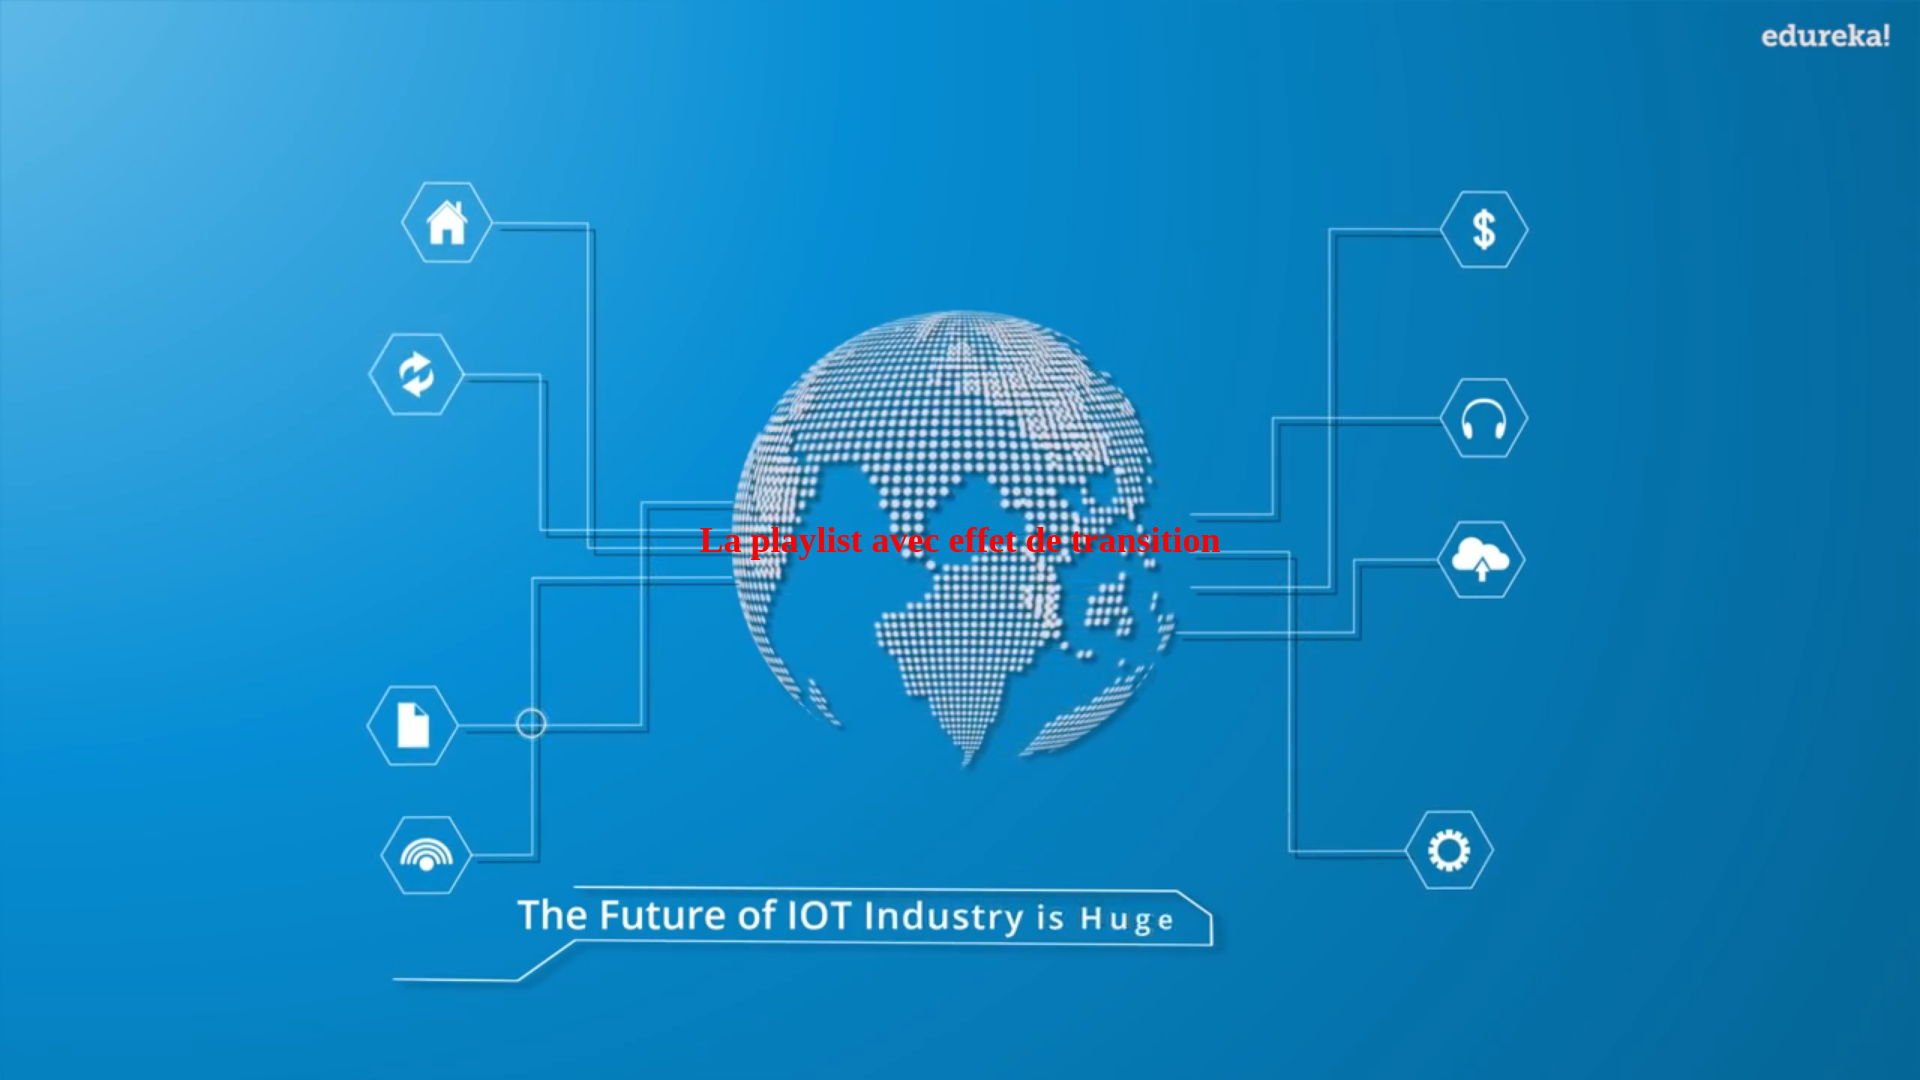 edureka!
La playlist avec effet de transition
The Future of IOT Industry is Huge